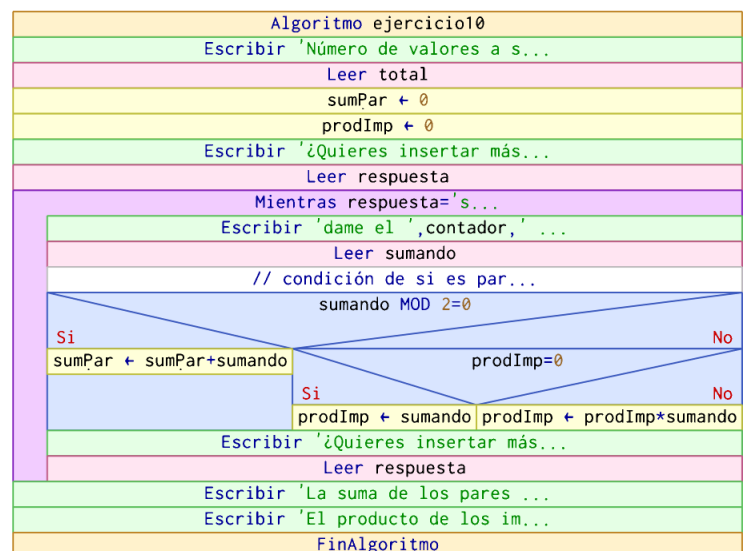 Algoritmo ejercicio10
Escribir 'Número de valores a s...
Leer total
sumPar ← 0
prodImp ← 0
Escribir '¿Quieres insertar más...
Leer respuesta
Mientras respuesta='s...
Escribir 'dame el ',contador,' ...
Leer sumando
// condición de si es par...
sumando MOD 2=0
Si No
sumPar ← sumPar+sumando
prodImp=0
Si No
prodImp ← sumando
prodImp ← prodImp*sumando
Escribir '¿Quieres insertar más...
Leer respuesta
Escribir 'La suma de los pares ...
Escribir 'El producto de los im...
FinAlgoritmo